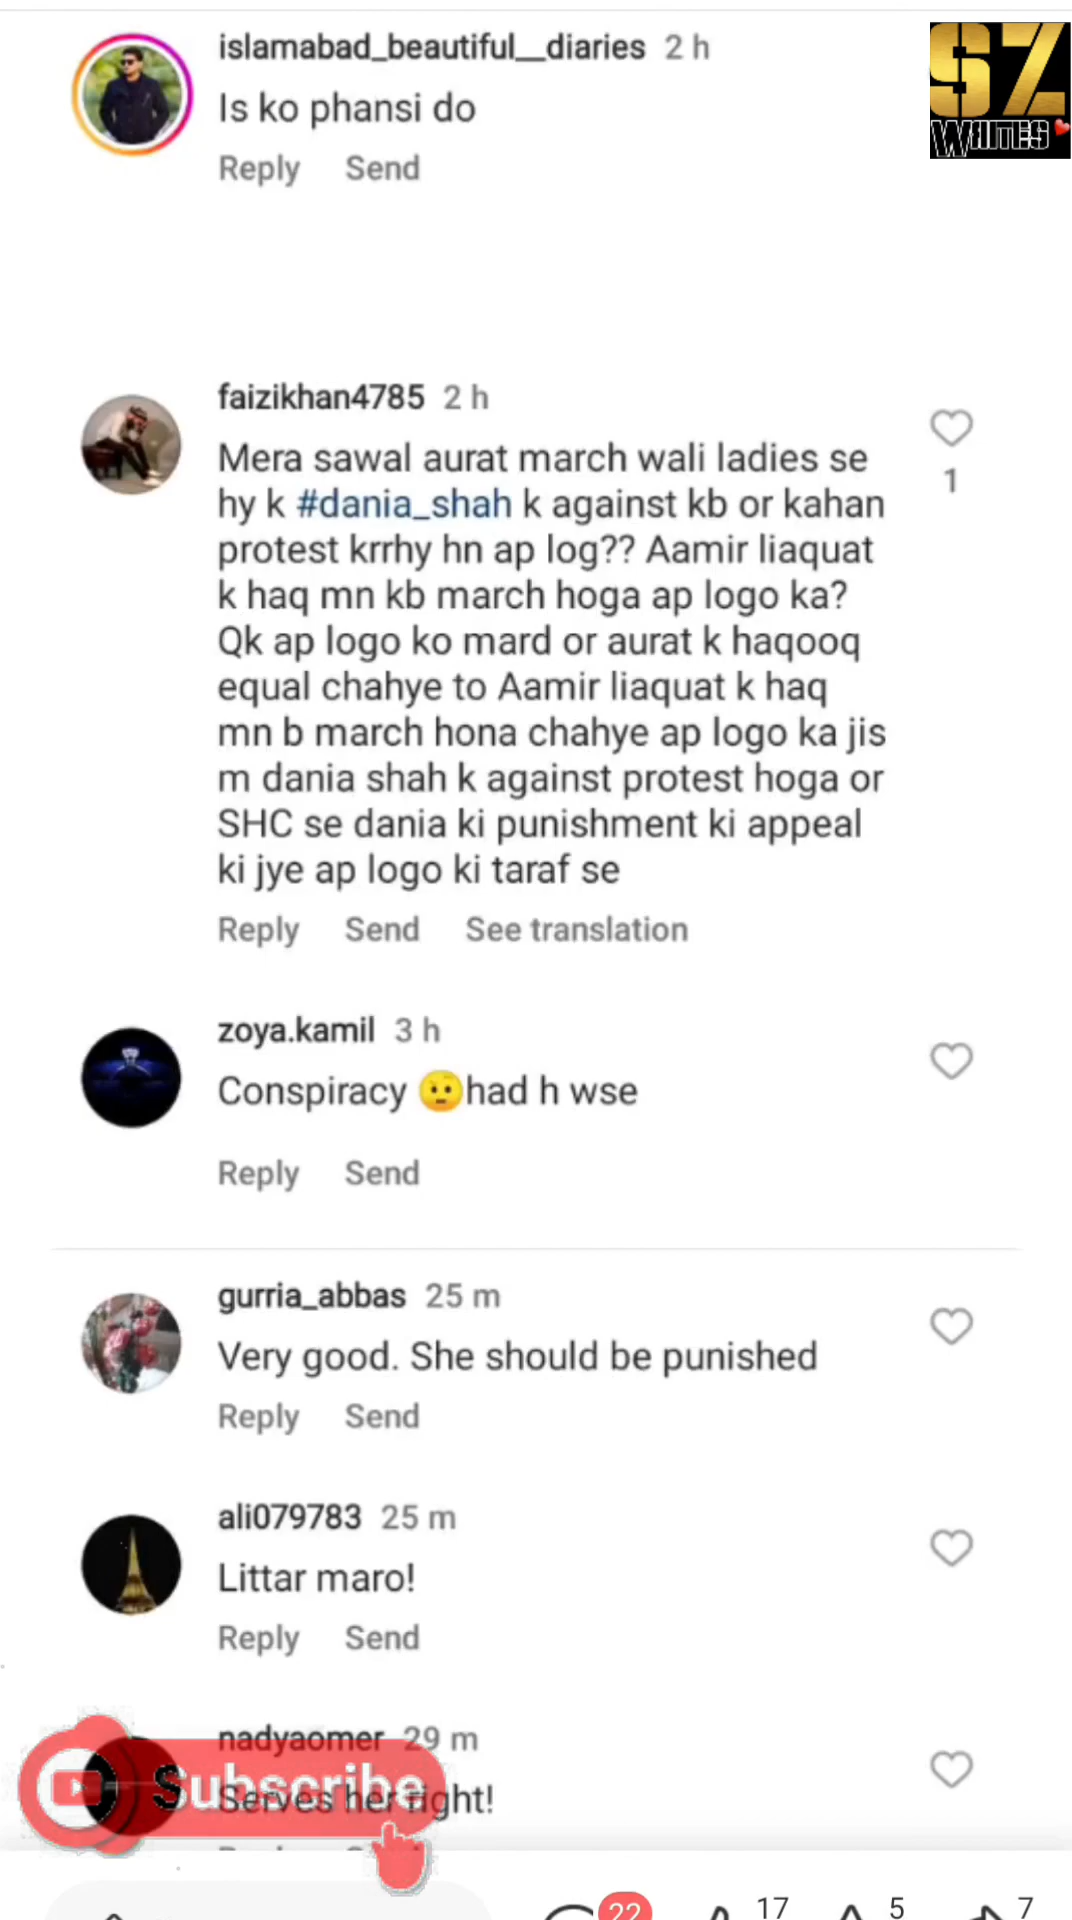 islamabad_beautiful__diaries 2 h
SZ
WRITES
Is ko phansi do
Reply Send
faizikhan4785 2 h
Mera sawal aurat march wali ladies se
hy k #dania_shah k against kb or kahan
protest krrhy hn ap log?? Aamir liaquat
k haq mn kb march hoga ap logo ka?
Qk ap logo ko mard or aurat k haqooq
equal chahye to Aamir liaquat k haq
mn b march hona chahye ap logo ka jis
m dania shah k against protest hoga or
SHC se dania ki punishment ki appeal
ki jye ap logo ki taraf se
1
Reply Send See translation
zoya.kamil 3 h
Conspiracy 🤨had h wse
Reply Send
gurria_abbas 25 m
Very good. She should be punished
Reply Send
ali079783 25 m
Littar maro!
Reply Send
nadyaomer 29 m
Subscribe
Serves her right!
22 17 5 7